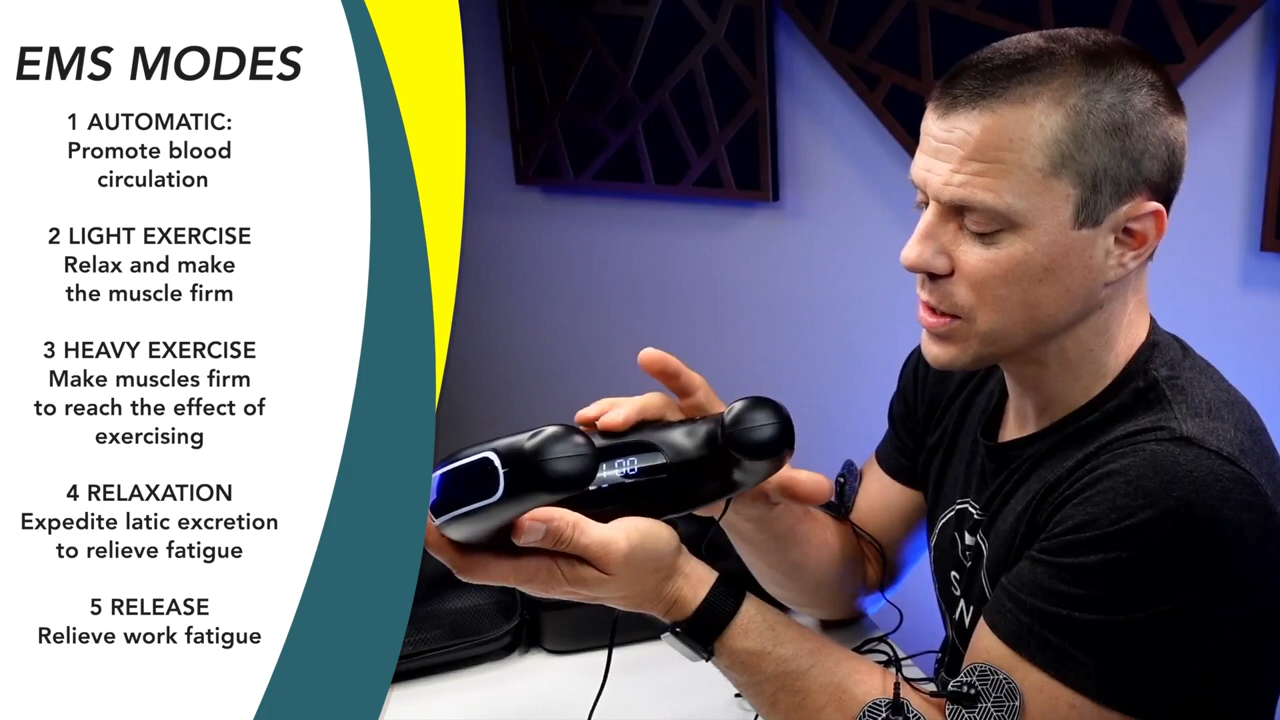 EMS MODES
1 AUTOMATIC:
Promote blood
circulation
2 LIGHT EXERCISE
Relax and make
the muscle firm
3 HEAVY EXERCISE
Make muscles firm
to reach the effect of
exercising
4 RELAXATION
Expedite latic excretion
to relieve fatigue
5 RELEASE
Relieve work fatigue
1:00